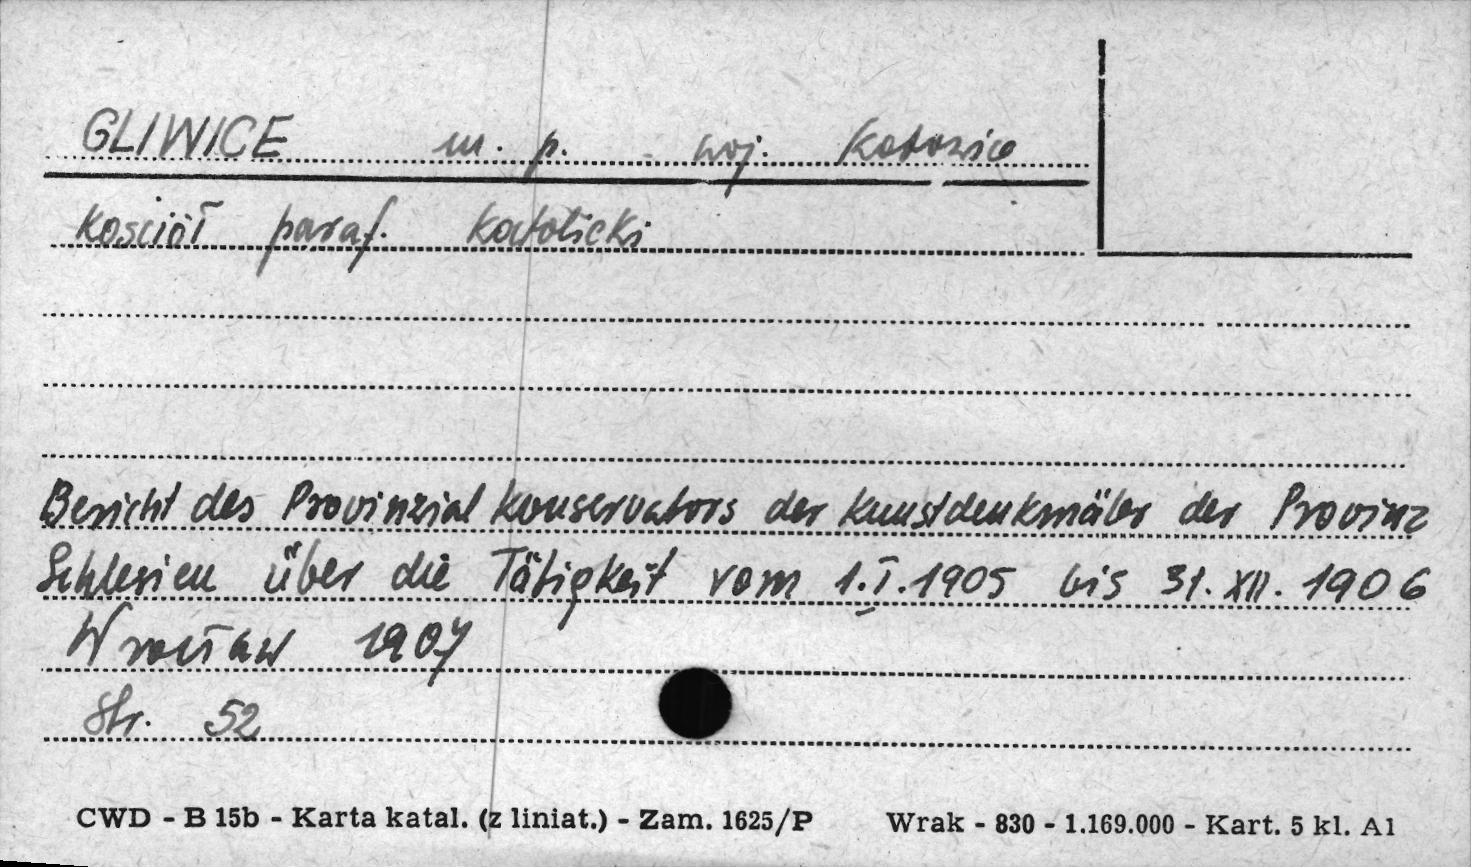 GLIWICE m. p. woj. Katowice
kościół paraf. katolicki
Bericht des Provinzial konservators der Kunstdenkmäler der Provinz
Schlesien über die Tätigkeit vom 1.I.1905 bis 31.XII.1906
Wrocław 1907
Str. 52
CWD - B 15b - Karta katal. (z liniat.) - Zam. 1625/P Wrak - 830 - 1.169.000 - Kart. 5 kl. A1